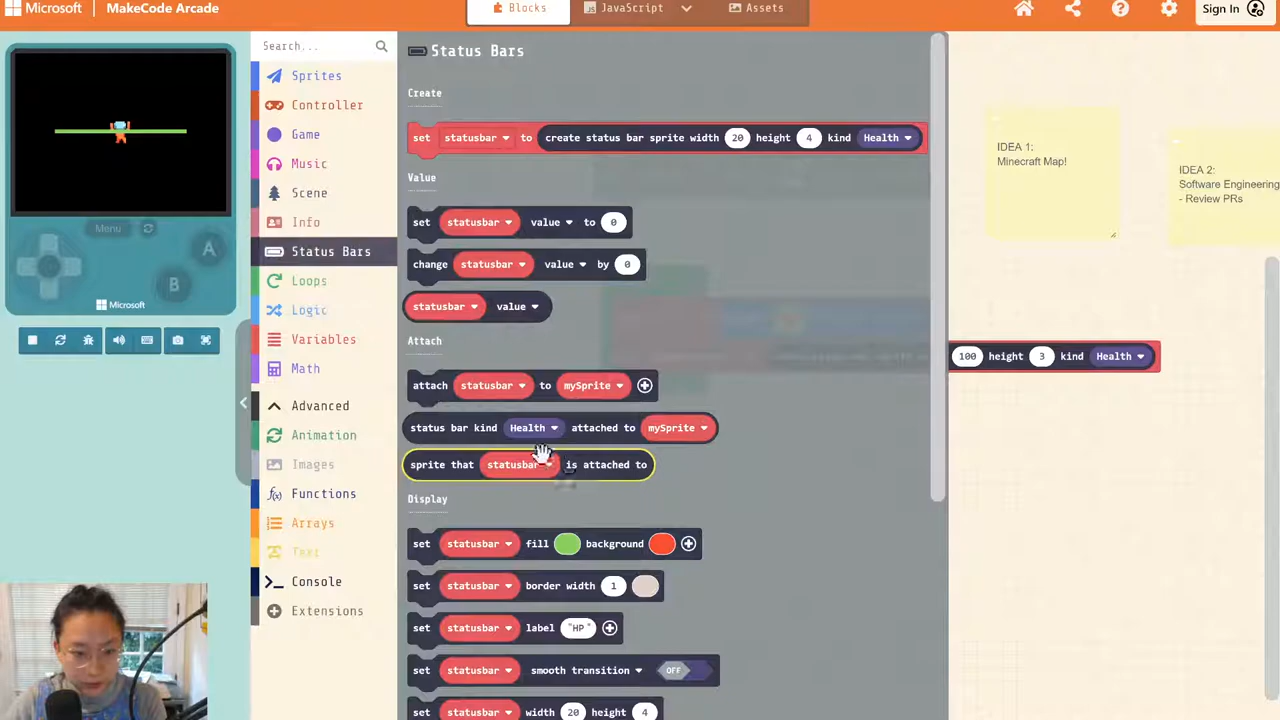 Microsoft MakeCode Arcade Blocks JavaScript Assets Sign In
Search...
Sprites
Controller
Game
Music
Scene
Info
Status Bars
Loops
Logic
Variables
Math
Advanced
Animation
Images
Functions
Arrays
Text
Console
Extensions
Menu
A
B
Microsoft
Status Bars
Create
set statusbar to create status bar sprite width 20 height 4 kind Health
Value
set statusbar value to 0
change statusbar value by 0
statusbar value
Attach
attach statusbar to mySprite
status bar kind Health attached to mySprite
sprite that statusbar is attached to
Display
set statusbar fill background
set statusbar border width 1
set statusbar label "HP"
set statusbar smooth transition OFF
set statusbar width 20 height 4
IDEA 1:
Minecraft Map!
IDEA 2:
Software Engineering
- Review PRs
100 height 3 kind Health